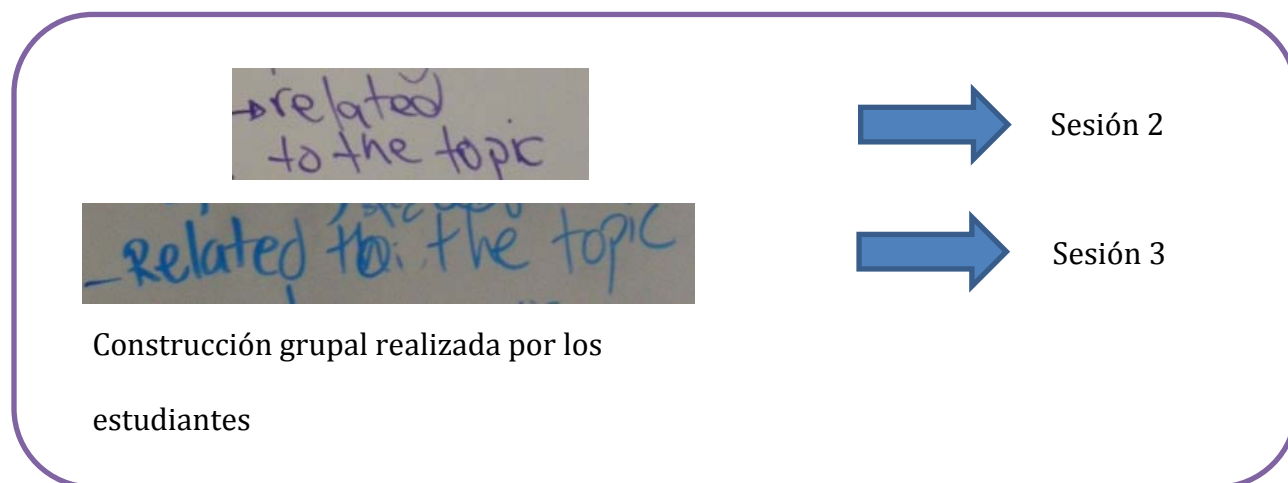 →related
to the topic
Sesión 2
-Related to: the topic
Sesión 3
Construcción grupal realizada por los
estudiantes